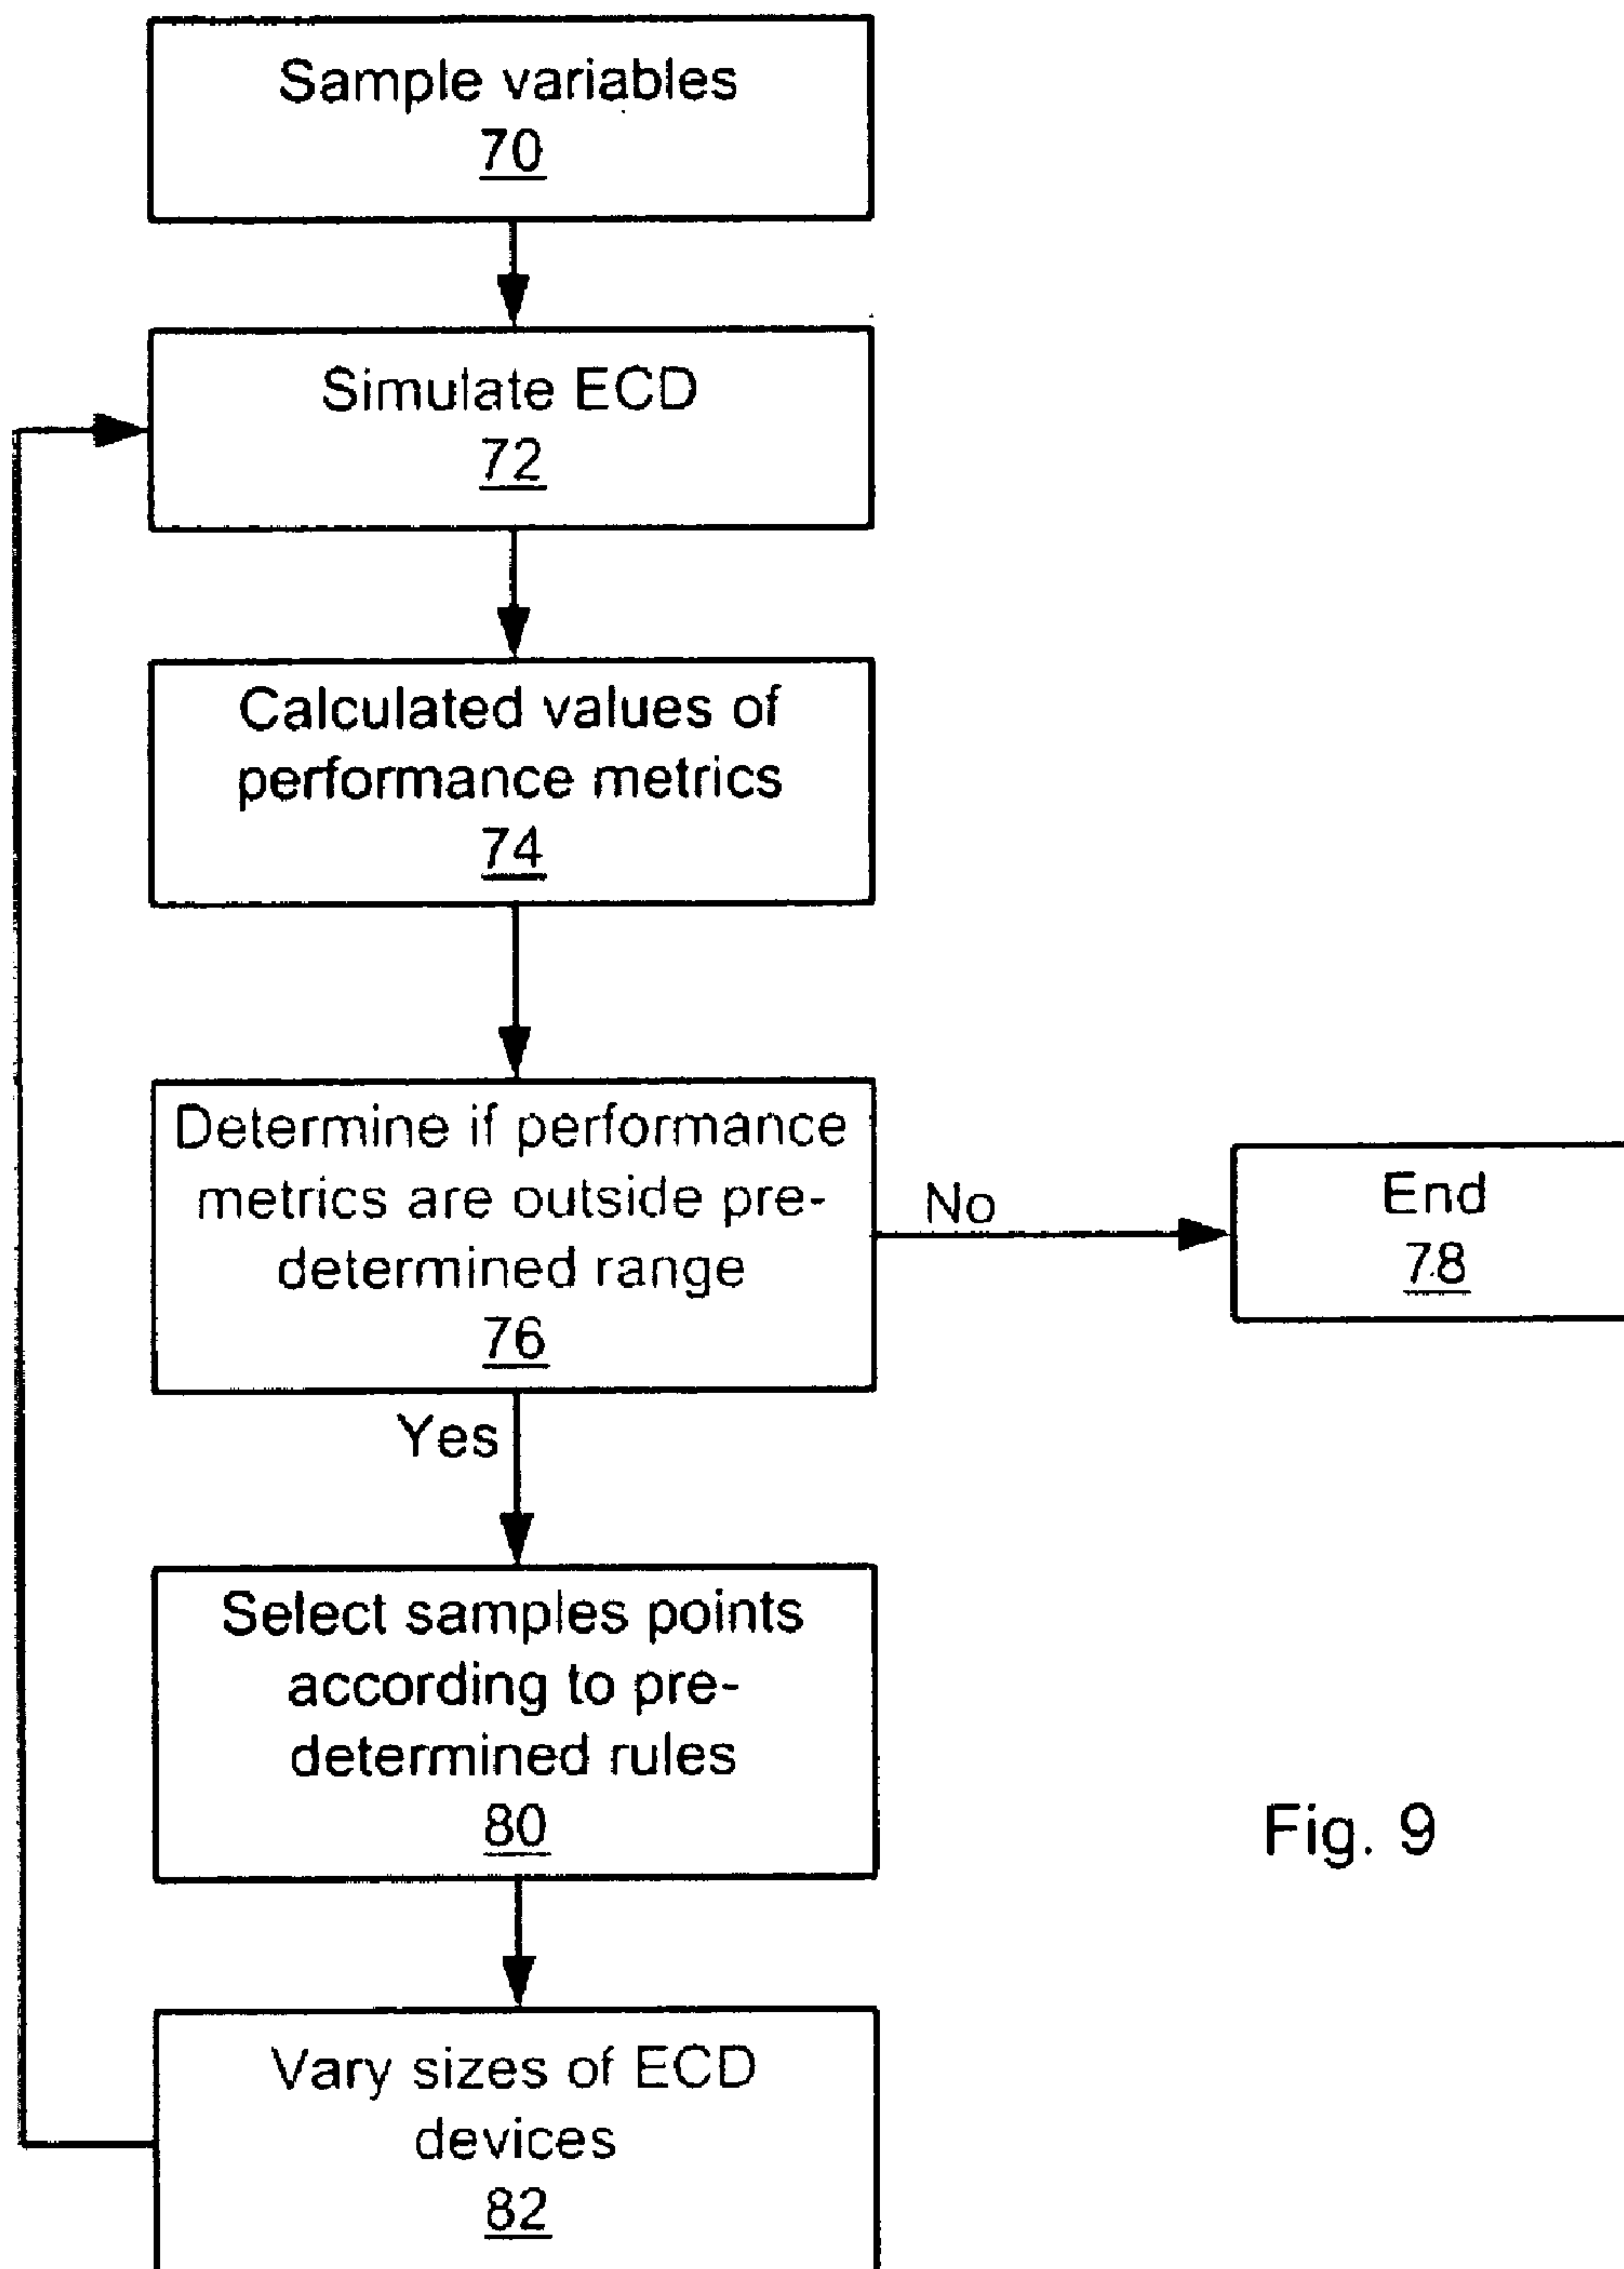 Sample variables
70
Simulate ECD
72
Calculated values of
performance metrics
74
Determine if performance
metrics are outside pre-
determined range
76
No
End
78
Yes
Select samples points
according to pre-
determined rules
80
Vary sizes of ECD
devices
82
Fig. 9